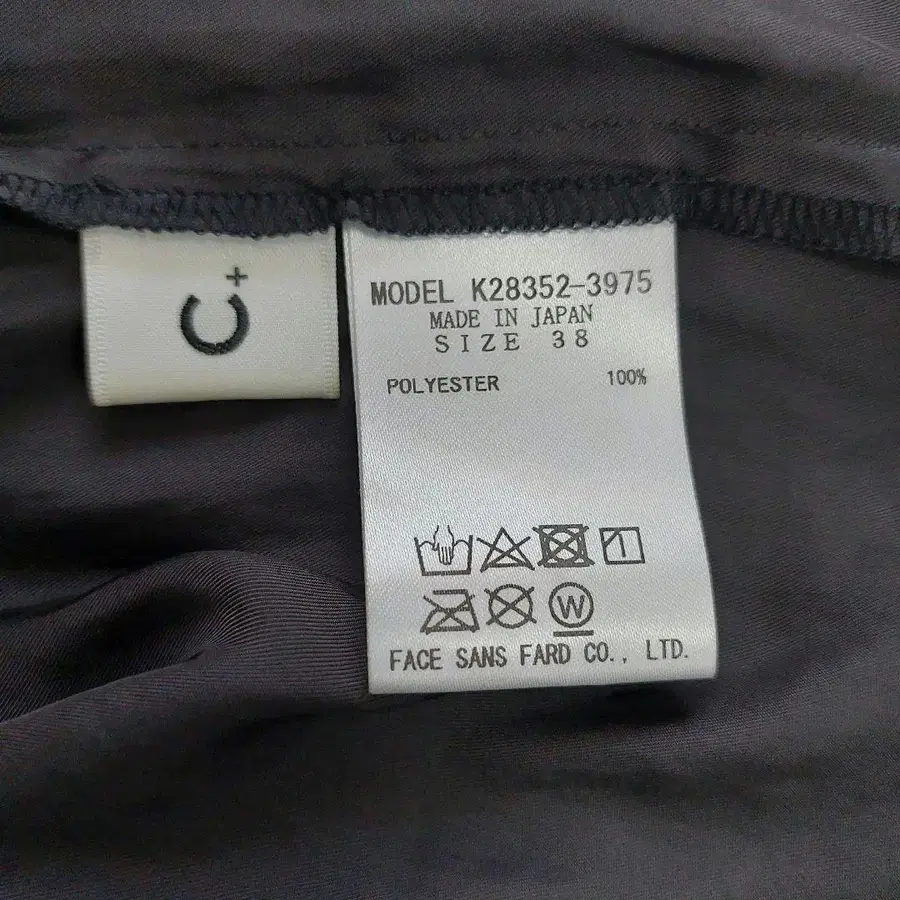 C+
MODEL K28352-3975
MADE IN JAPAN
SIZE 38
POLYESTER 100%
W
FACE SANS FARD CO., LTD.